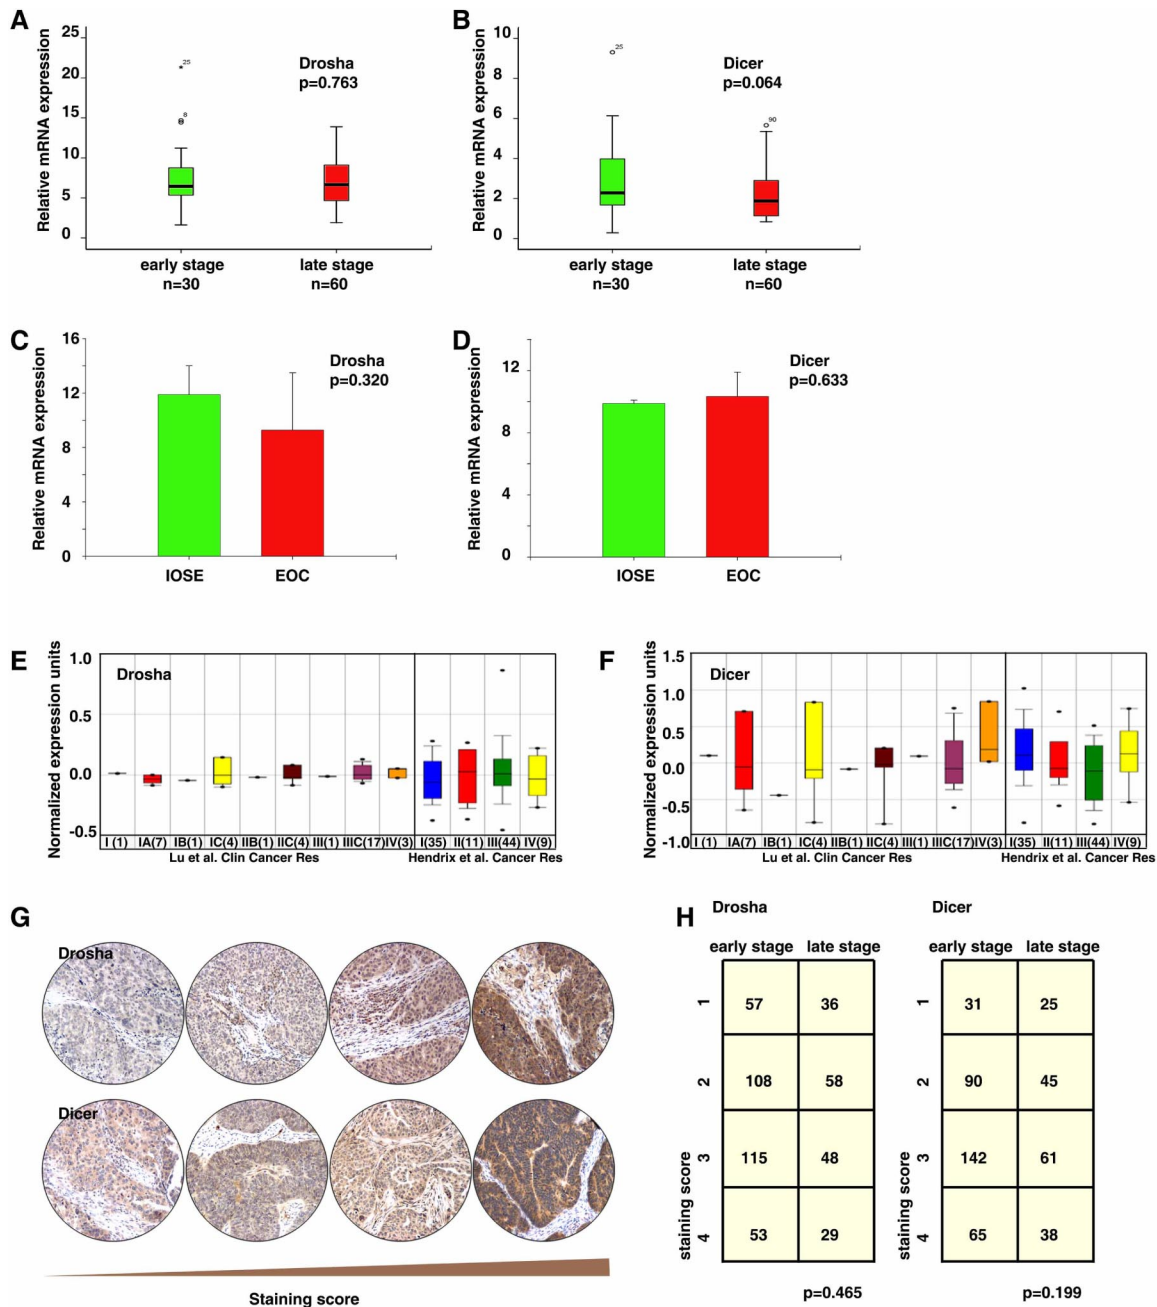 A
Relative mRNA expression
25
20
15
10
5
0
25
8
Drosha
p=0.763
early stage
n=30
late stage
n=60
B
Relative mRNA expression
10
8
6
4
2
0
25
90
Dicer
p=0.064
early stage
n=30
late stage
n=60
C
Relative mRNA expression
16
12
8
4
0
Drosha
p=0.320
IOSE
EOC
D
Relative mRNA expression
12
8
4
0
Dicer
p=0.633
IOSE
EOC
E
Normalized expression units
1.0
0.5
0.0
-0.5
Drosha
I (1) IA(7) IB(1) IC(4) IIB(1) IIC(4) III(1) IIIC(17) IV(3) I(35) II(11) III(44) IV(9)
Lu et al. Clin Cancer Res
Hendrix et al. Cancer Res
F
Normalized expression units
1.5
1.0
0.5
0.0
-0.5
-1.0
Dicer
I (1) IA(7) IB(1) IC(4) IIB(1) IIC(4) III(1) IIIC(17) IV(3) I(35) II(11) III(44) IV(9)
Lu et al. Clin Cancer Res
Hendrix et al. Cancer Res
G
Drosha
Dicer
Staining score
H
Drosha
early stage late stage
staining score
1 57 36
2 108 58
3 115 48
4 53 29
p=0.465
Dicer
early stage late stage
staining score
1 31 25
2 90 45
3 142 61
4 65 38
p=0.199